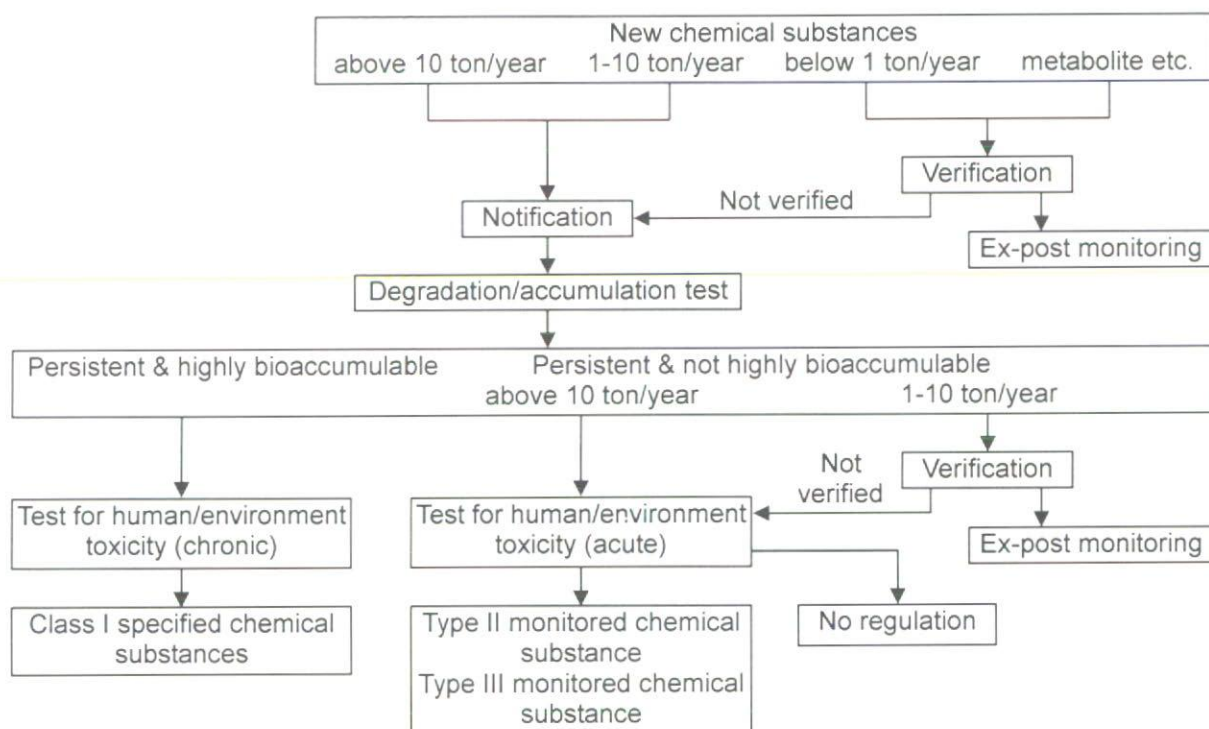 New chemical substances
above 10 ton/year 1-10 ton/year below 1 ton/year metabolite etc.
Verification
Not verified
Notification
Ex-post monitoring
Degradation/accumulation test
Persistent & highly bioaccumulable Persistent & not highly bioaccumulable
above 10 ton/year 1-10 ton/year
Not
verified
Verification
Test for human/environment
toxicity (chronic)
Test for human/environment
toxicity (acute)
Ex-post monitoring
Class I specified chemical
substances
Type II monitored chemical
substance
Type III monitored chemical
substance
No regulation